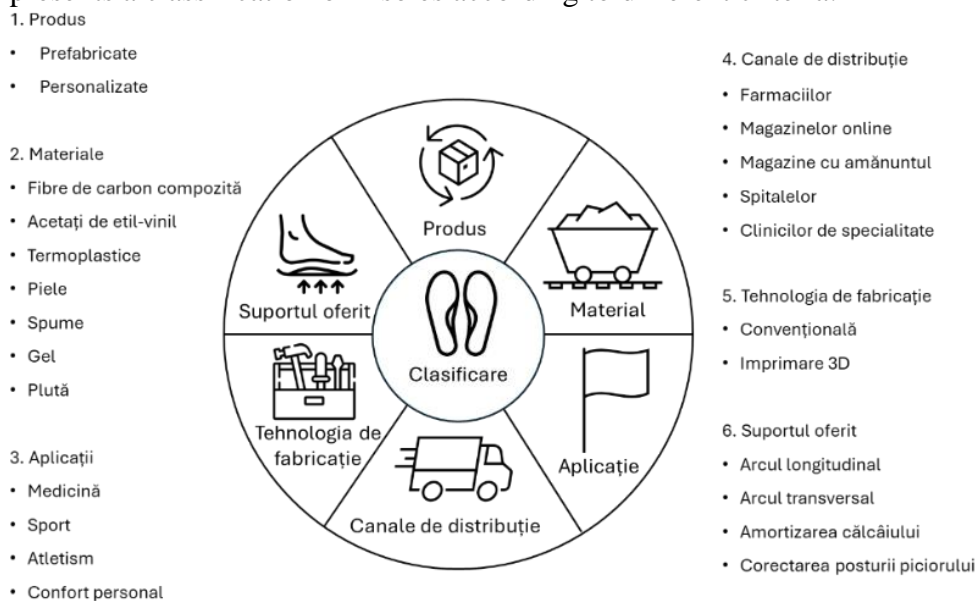 1. Produs
• Prefabricate
• Personalizate
2. Materiale
• Fibre de carbon compozită
• Acetați de etil-vinil
• Termoplastice
• Piele
• Spume
• Gel
• Plută
3. Aplicații
• Medicină
• Sport
• Atletism
• Confort personal
Produs
Suportul oferit
Material
Clasificare
Tehnologia de
fabricație
Aplicație
Canale de distribuție
4. Canale de distribuție
• Farmaciilor
• Magazinelor online
• Magazine cu amănuntul
• Spitalelor
• Clinicilor de specialitate
5. Tehnologia de fabricație
• Convențională
• Imprimare 3D
6. Suportul oferit
• Arcul longitudinal
• Arcul transversal
• Amortizarea călcâiului
• Corectarea posturii piciorului